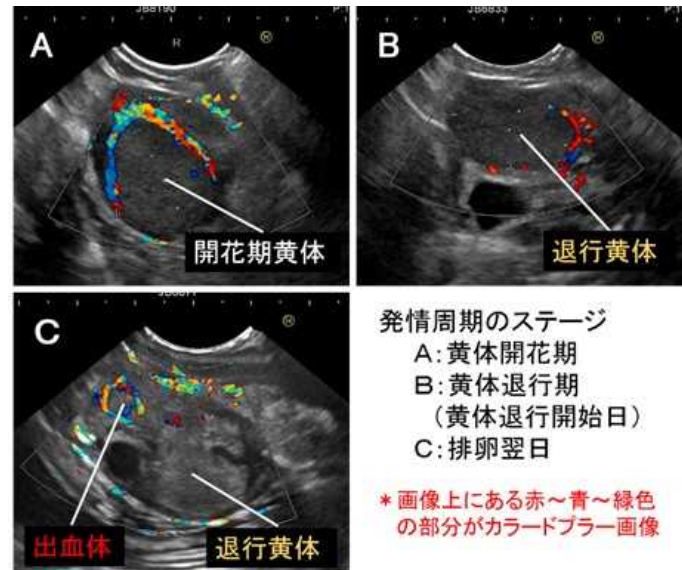 JB8190
A
R
開花期黄体
JB6833
B
退行黄体
C
出血体
退行黄体
発情周期のステージ
A:黄体開花期
B:黄体退行期
(黄体退行開始日)
C:排卵翌日
*画像上にある赤～青～緑色
の部分がカラードプラー画像